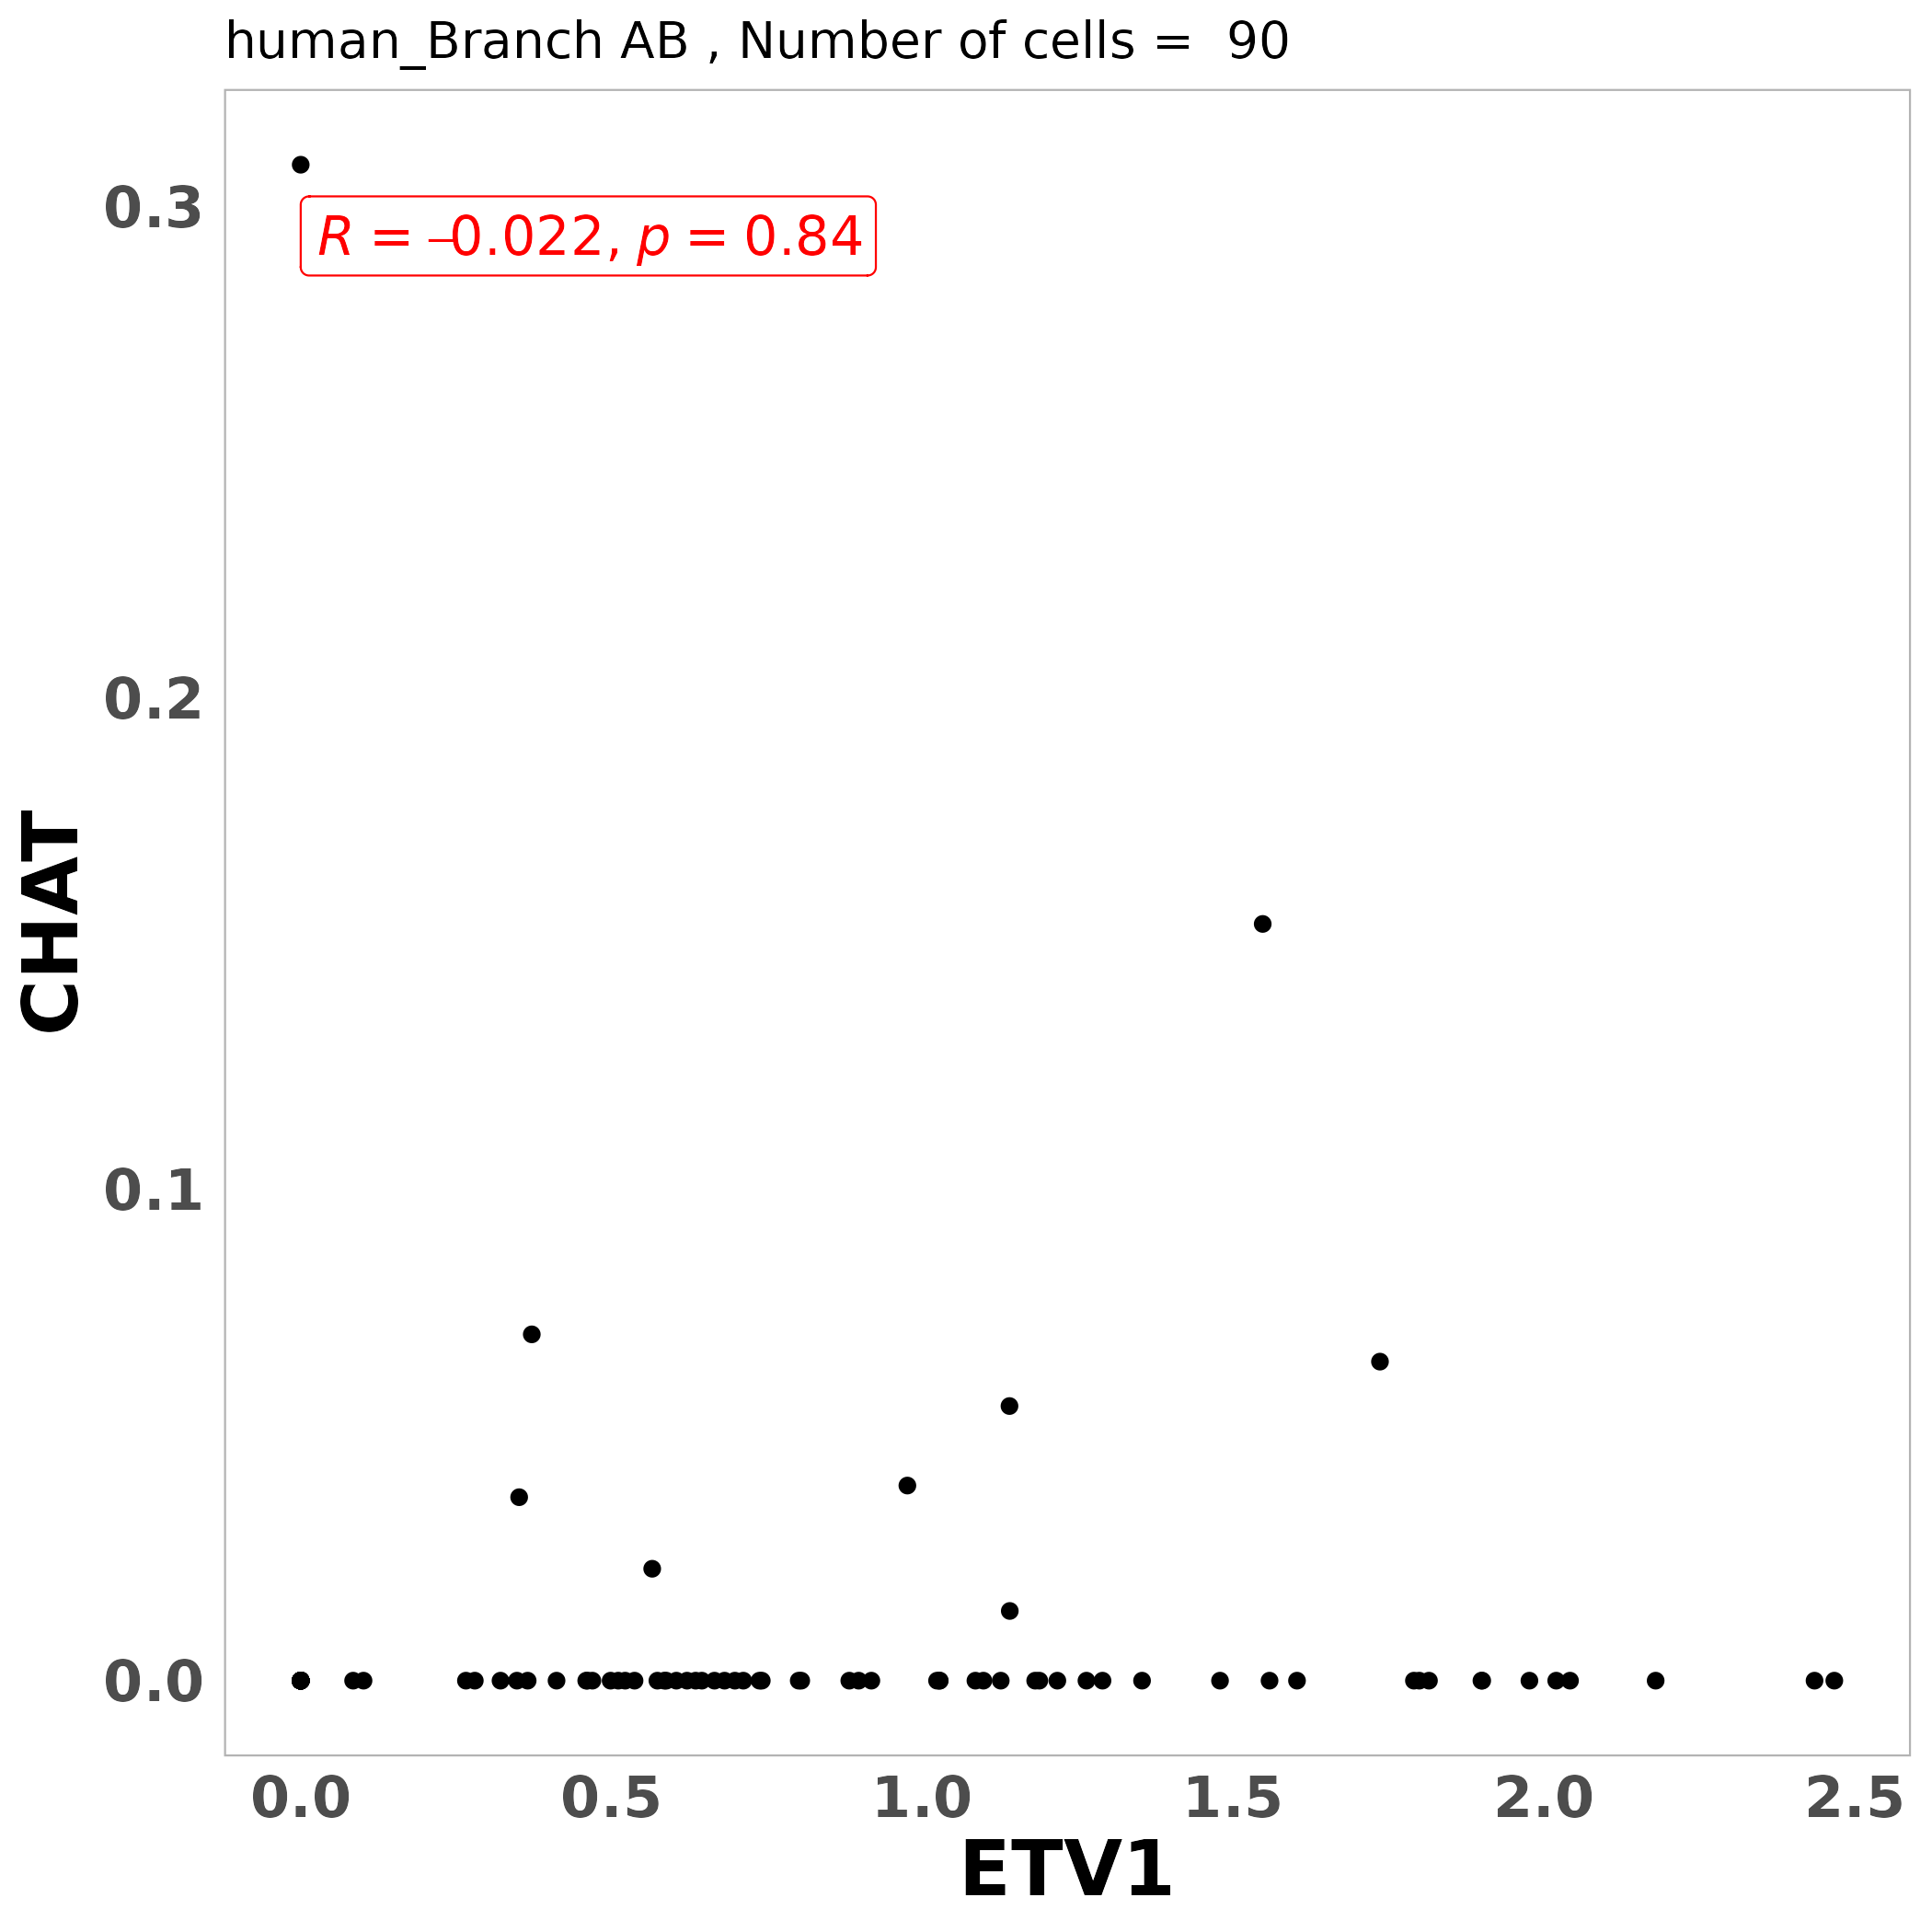 human_Branch AB , Number of cells =  90
0.3
R = –0.022, p = 0.84
0.2
CHAT
0.1
0.0
0.0 0.5 1.0 1.5 2.0 2.5
ETV1